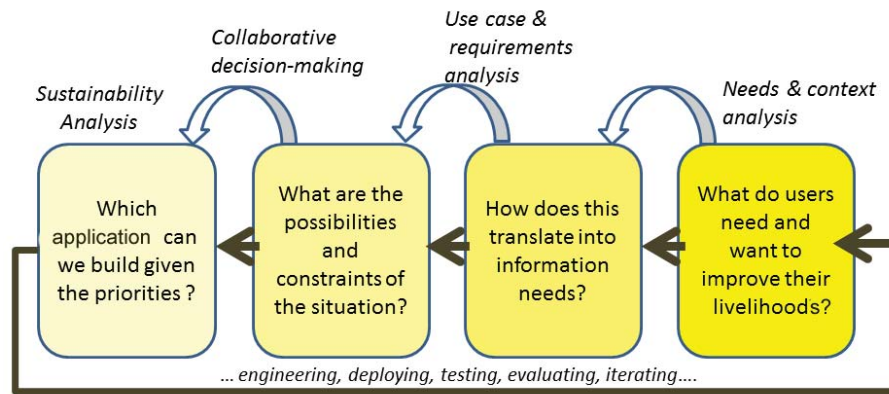 Sustainability
Analysis
Collaborative
decision-making
Use case &
requirements
analysis
Needs & context
analysis
Which
application can
we build given
the priorities ?
What are the
possibilities
and
constraints of
the situation?
How does this
translate into
information
needs?
What do users
need and
want to
improve their
livelihoods?
... engineering, deploying, testing, evaluating, iterating....